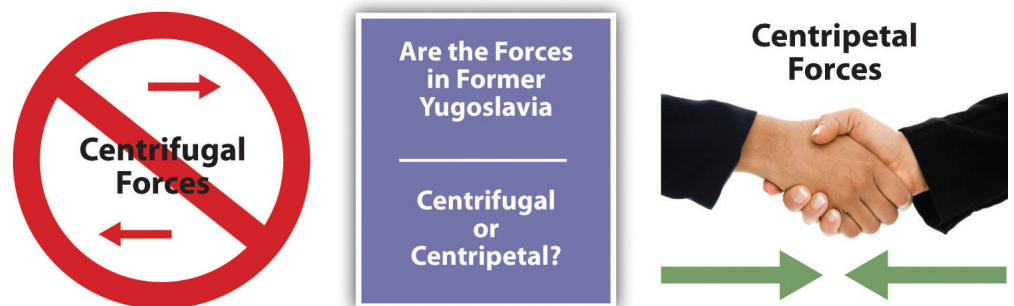 Centrifugal
Forces
Are the Forces
in Former
Yugoslavia
Centrifugal
or
Centripetal?
Centripetal
Forces